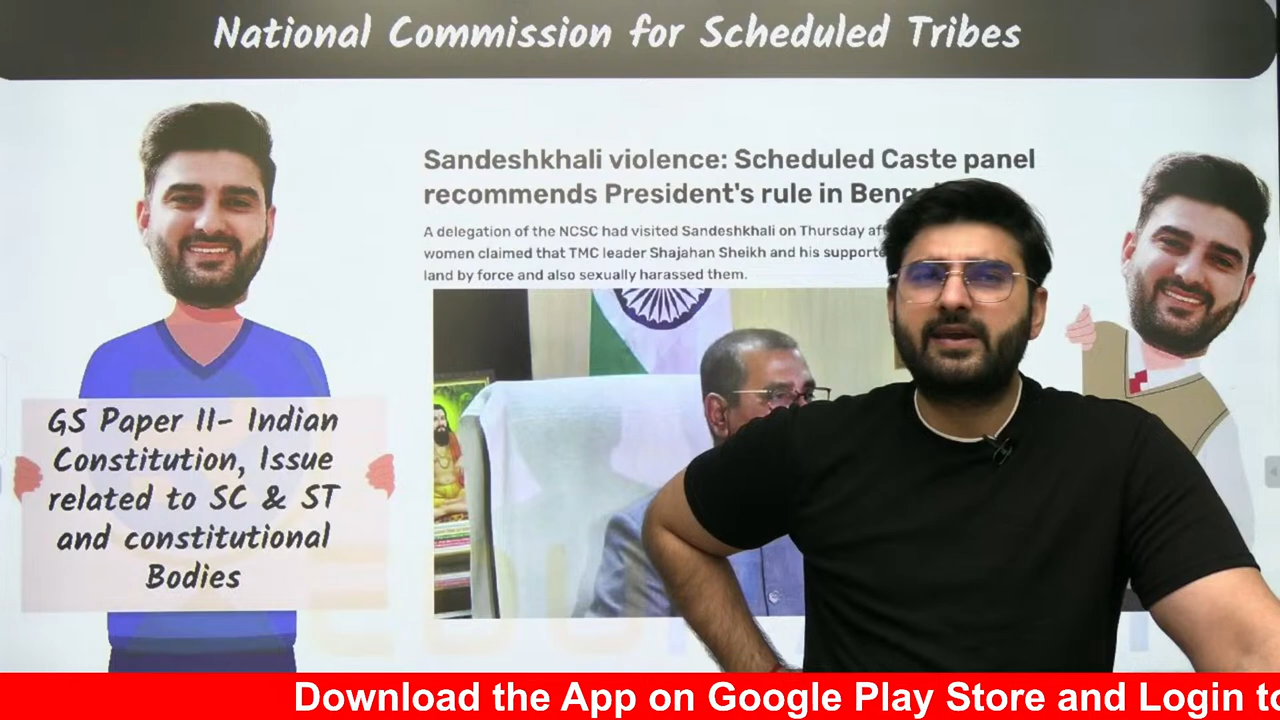 National Commission for Scheduled Tribes
Sandeshkhali violence: Scheduled Caste panel
recommends President's rule in
A delegation of the NCSC had visited Sandeshkhali on Thursday
women claimed that TMC leader Shajahan Sheikh and his
land by force and also sexually harassed them.
GS Paper II- Indian
Constitution, Issue
related to SC & ST
and constitutional
Bodies
Download the App on Google Play Store and Login to